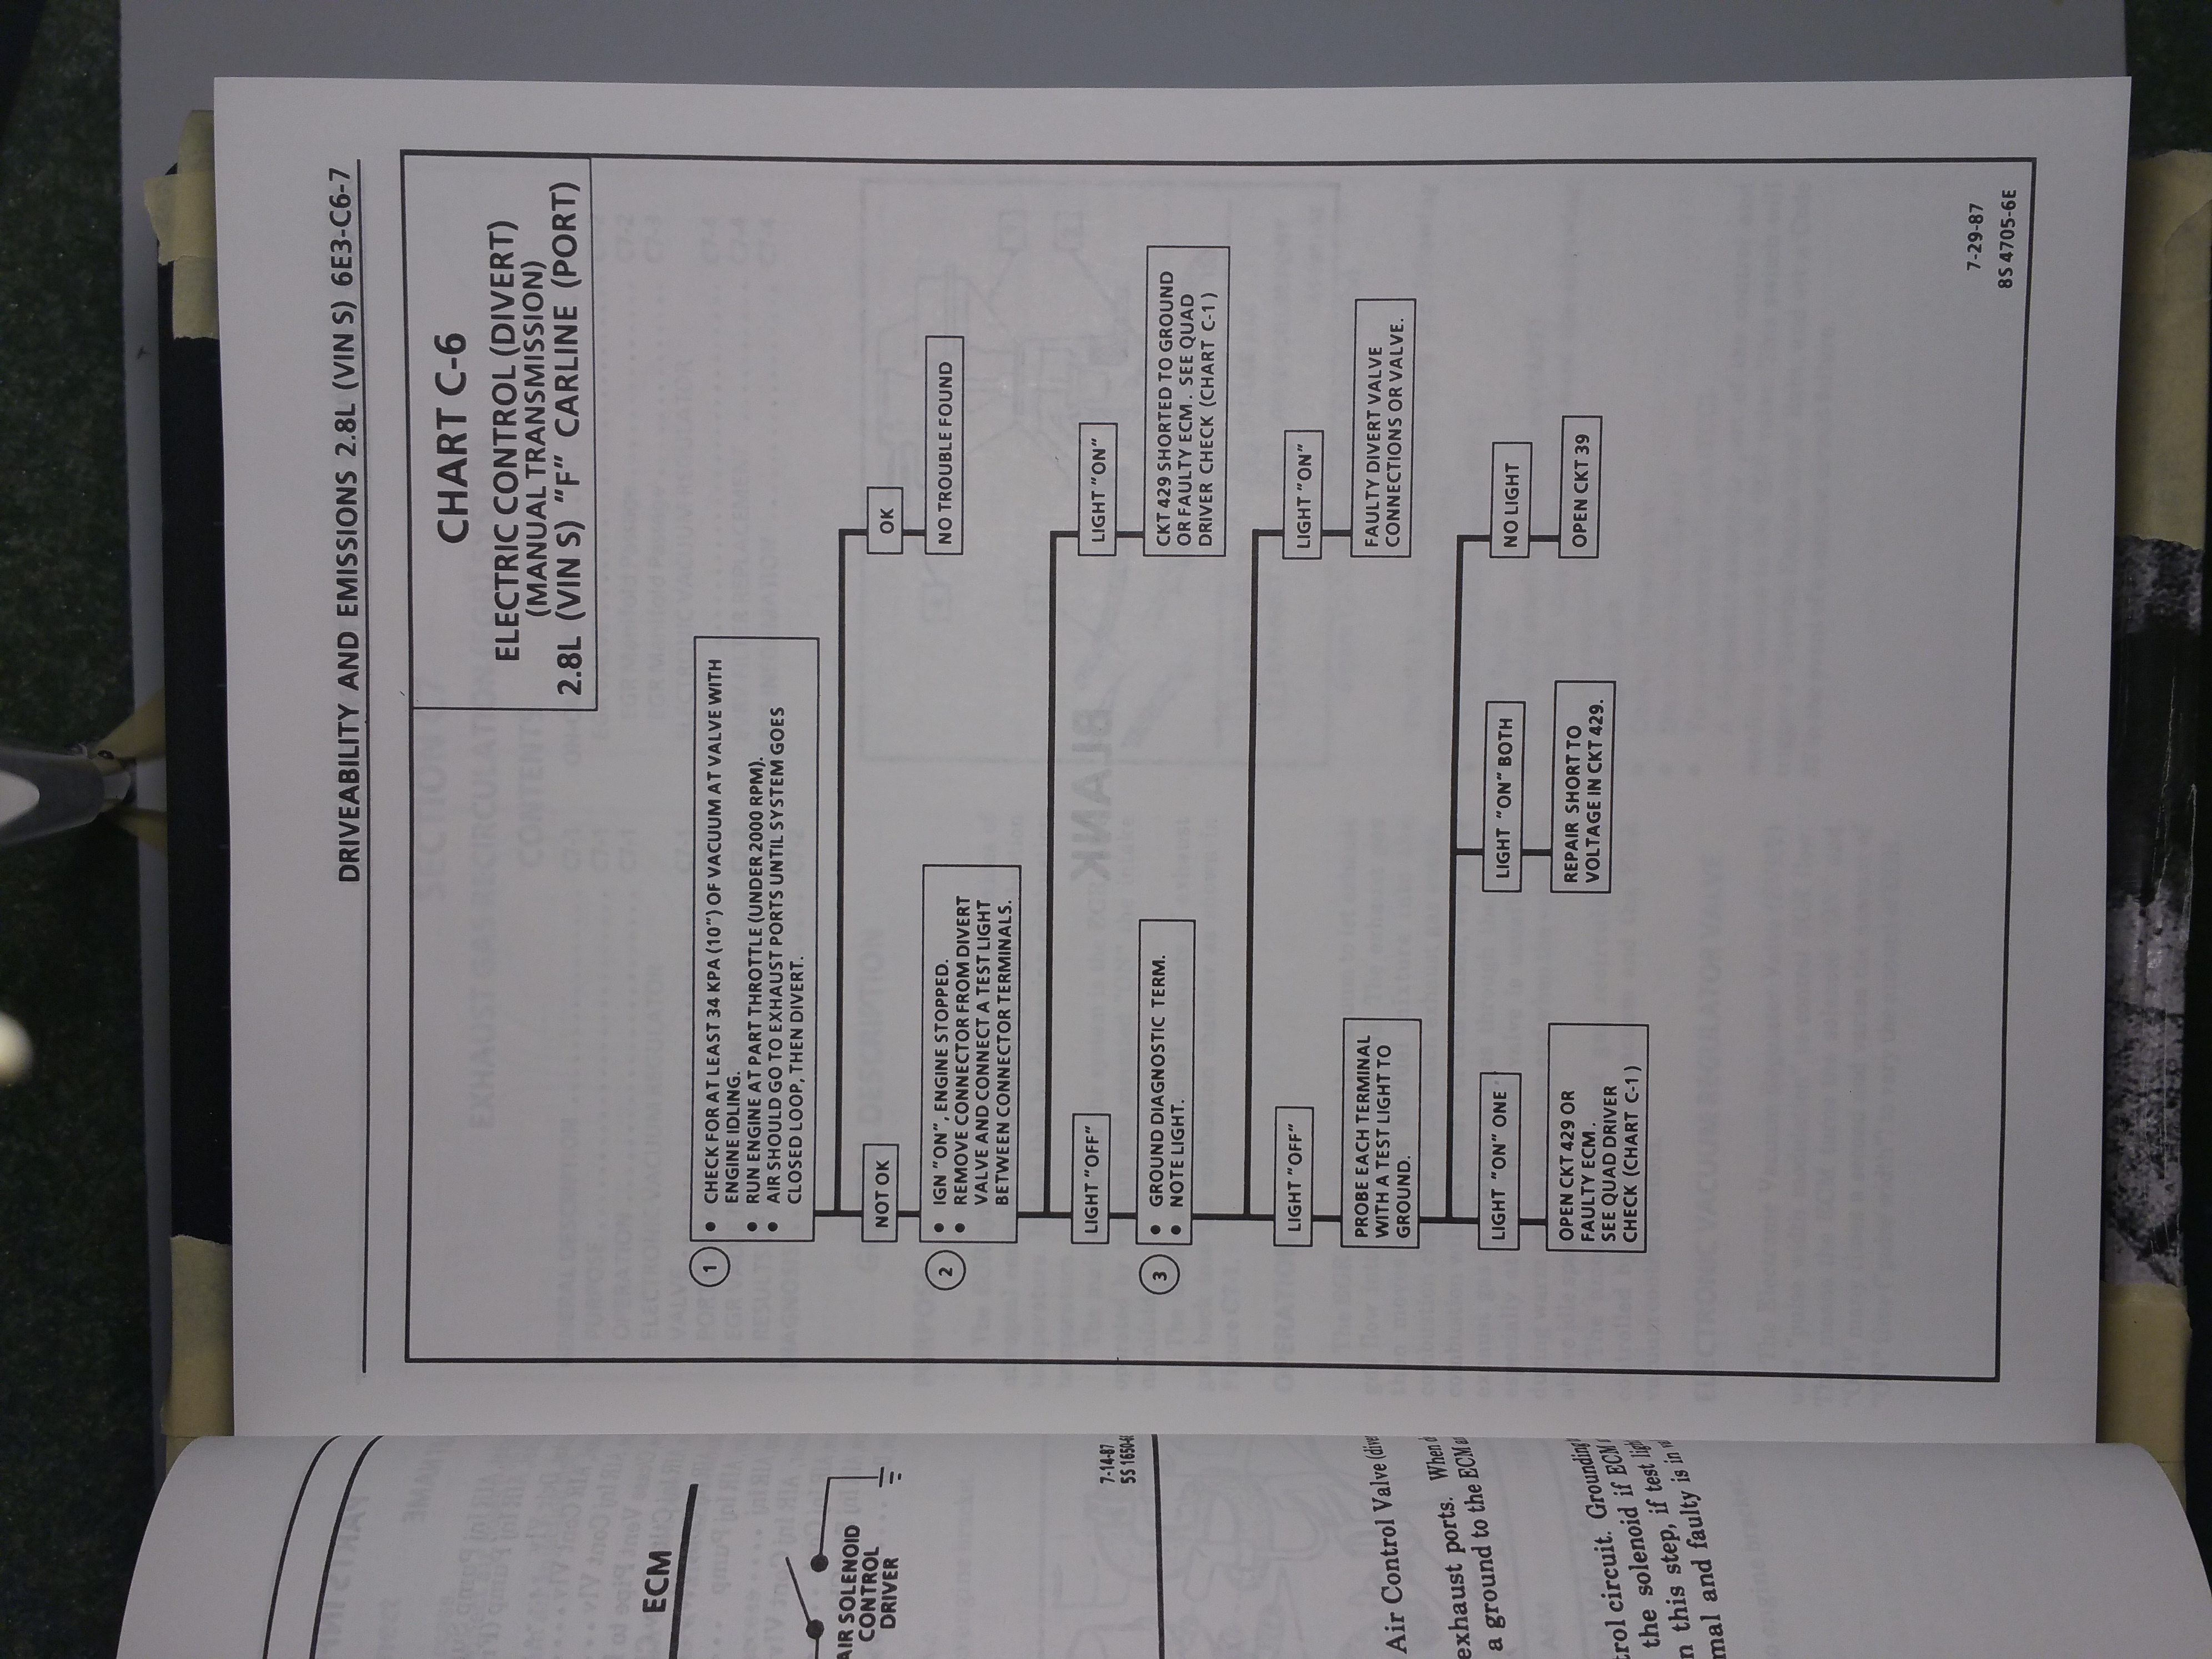 DRIVEABILITY AND EMISSIONS 2.8L (VIN S) 6E3-C6-7
CHART C-6
ELECTRIC CONTROL (DIVERT)
(MANUAL TRANSMISSION)
2.8L (VIN S) "F" CARLINE (PORT)
1
• CHECK FOR AT LEAST 34 KPA (10") OF VACUUM AT VALVE WITH
ENGINE IDLING.
• RUN ENGINE AT PART THROTTLE (UNDER 2000 RPM).
• AIR SHOULD GO TO EXHAUST PORTS UNTIL SYSTEM GOES
CLOSED LOOP, THEN DIVERT.
NOT OK
OK
NO TROUBLE FOUND
2
• IGN "ON", ENGINE STOPPED.
• REMOVE CONNECTOR FROM DIVERT
VALVE AND CONNECT A TEST LIGHT
BETWEEN CONNECTOR TERMINALS.
LIGHT "OFF"
LIGHT "ON"
CKT 429 SHORTED TO GROUND
OR FAULTY ECM. SEE QUAD
DRIVER CHECK (CHART C-1)
3
• GROUND DIAGNOSTIC TERM.
• NOTE LIGHT.
LIGHT "OFF"
LIGHT "ON"
FAULTY DIVERT VALVE
CONNECTIONS OR VALVE.
PROBE EACH TERMINAL
WITH A TEST LIGHT TO
GROUND.
LIGHT "ON" ONE
LIGHT "ON" BOTH
NO LIGHT
OPEN CKT 429 OR
FAULTY ECM.
SEE QUAD DRIVER
CHECK (CHART C-1)
REPAIR SHORT TO
VOLTAGE IN CKT 429.
OPEN CKT 39
7-29-87
8S 4705-6E
ECM
AIR SOLENOID
CONTROL
DRIVER
7-14-87
Air Control Valve
exhaust ports. When
a ground to the ECM
circuit. Grounding
the solenoid if ECM
this step, if test
and faulty is in